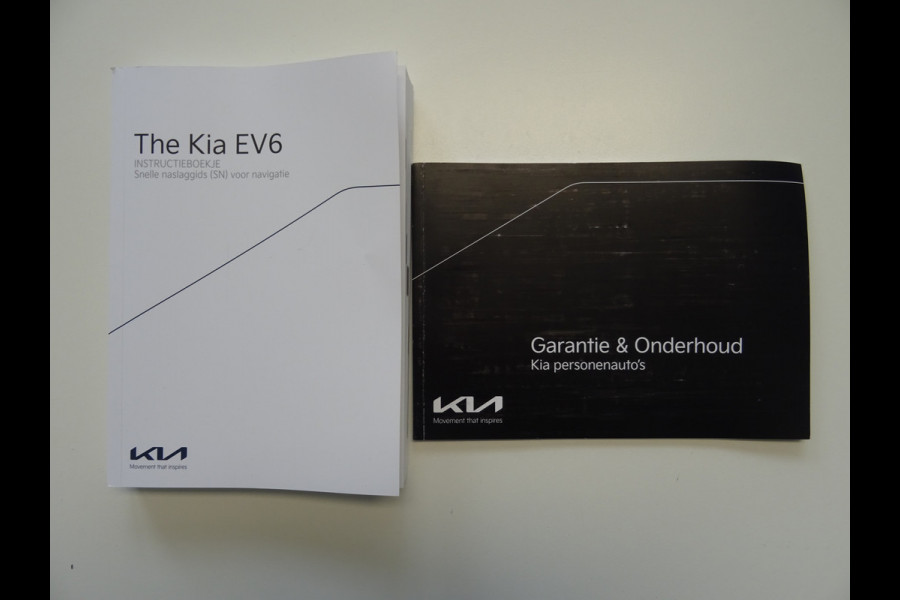 The Kia EV6
INSTRUCTIEBOEKJE
Snelle naslaggids (SN) voor navigatie
KIA
Movement that inspires
Garantie & Onderhoud
Kia personenauto's
KIA
Movement that inspires